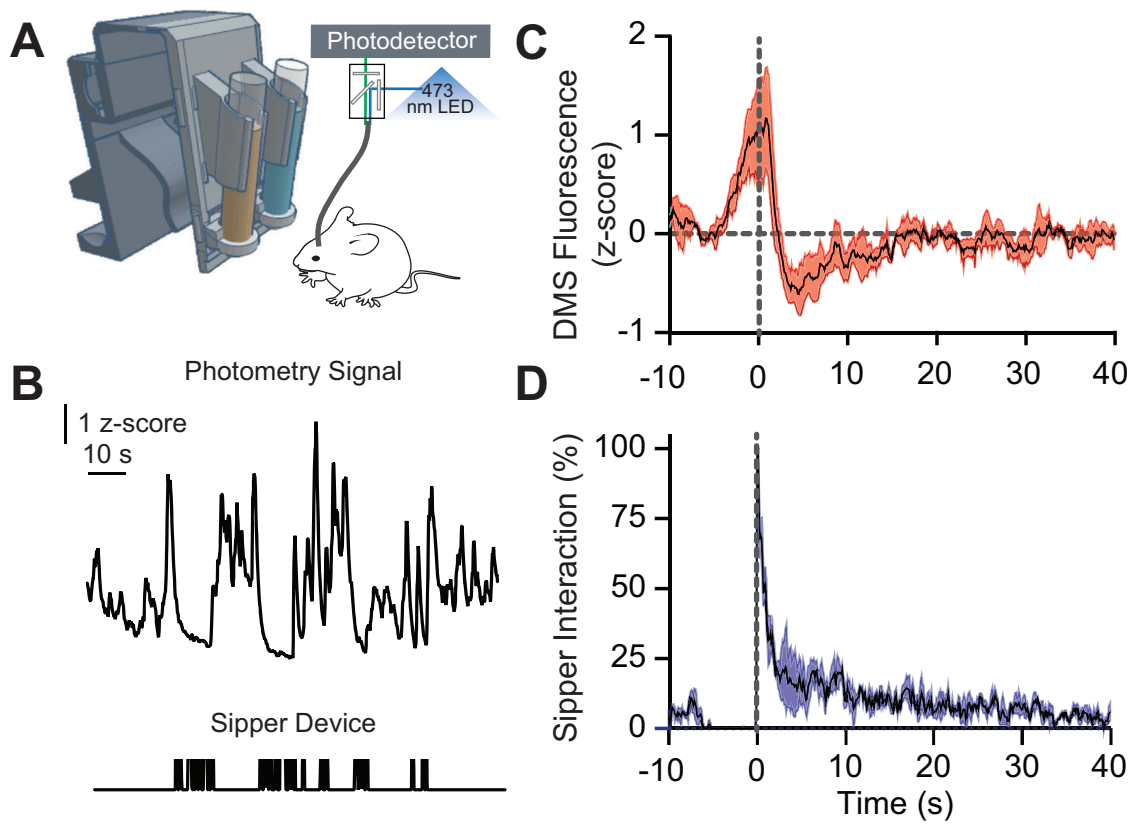 A
Photodetector
473
nm LED
B
Photometry Signal
1 z-score
10 s
Sipper Device
C
DMS Fluorescence
(z-score)
2
1
0
-1
-10 0 10 20 30 40
D
Sipper Interaction (%)
100
75
50
25
0
-10 0 10 20 30 40
Time (s)